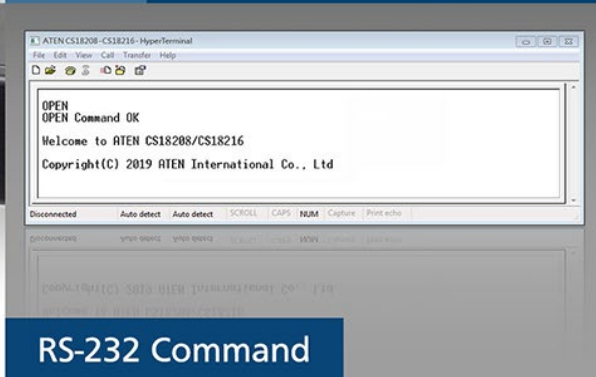 ATEN CS18208-CS18216- HyperTerminal
File Edit View Call Transfer Help
OPEN
OPEN Command OK
Welcome to ATEN CS18208/CS18216
Copyright(C) 2019 ATEN International Co., Ltd
Disconnected Auto detect Auto detect SCROLL CAPS NUM Capture Print echo
RS-232 Command